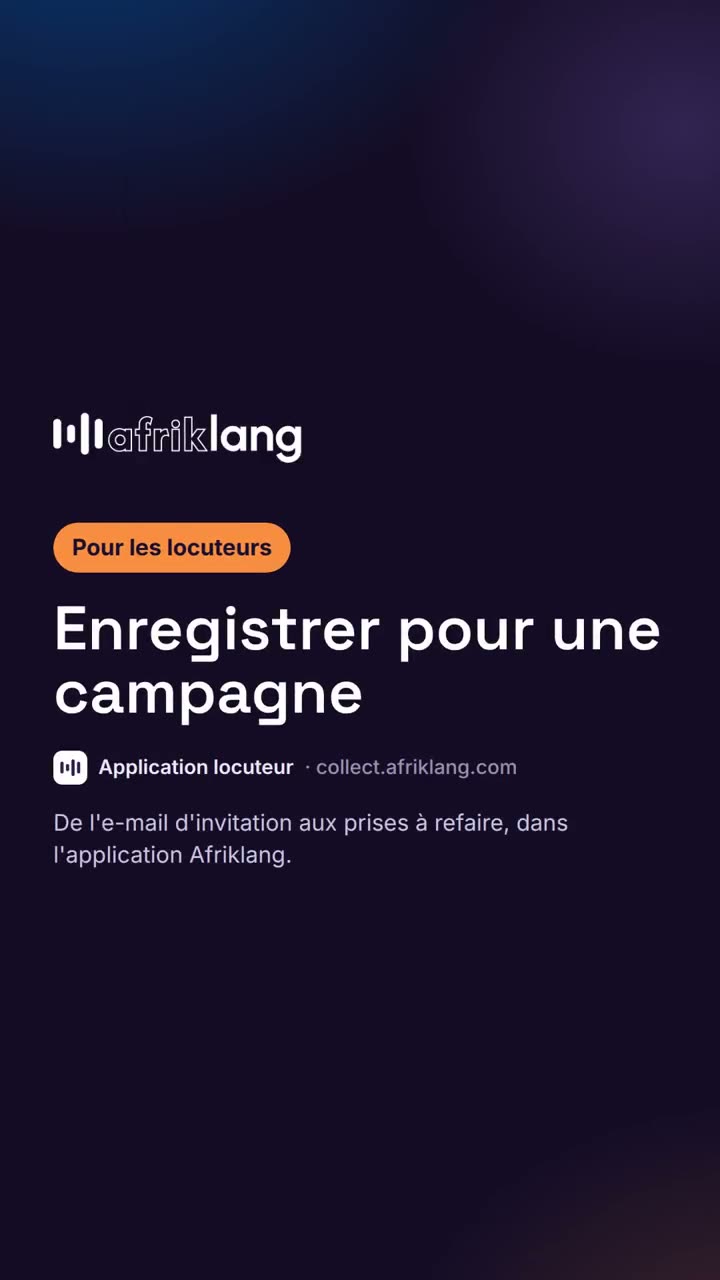 afriklang
Pour les locuteurs
Enregistrer pour une
campagne
Application locuteur · collect.afriklang.com
De l'e-mail d'invitation aux prises à refaire, dans
l'application Afriklang.